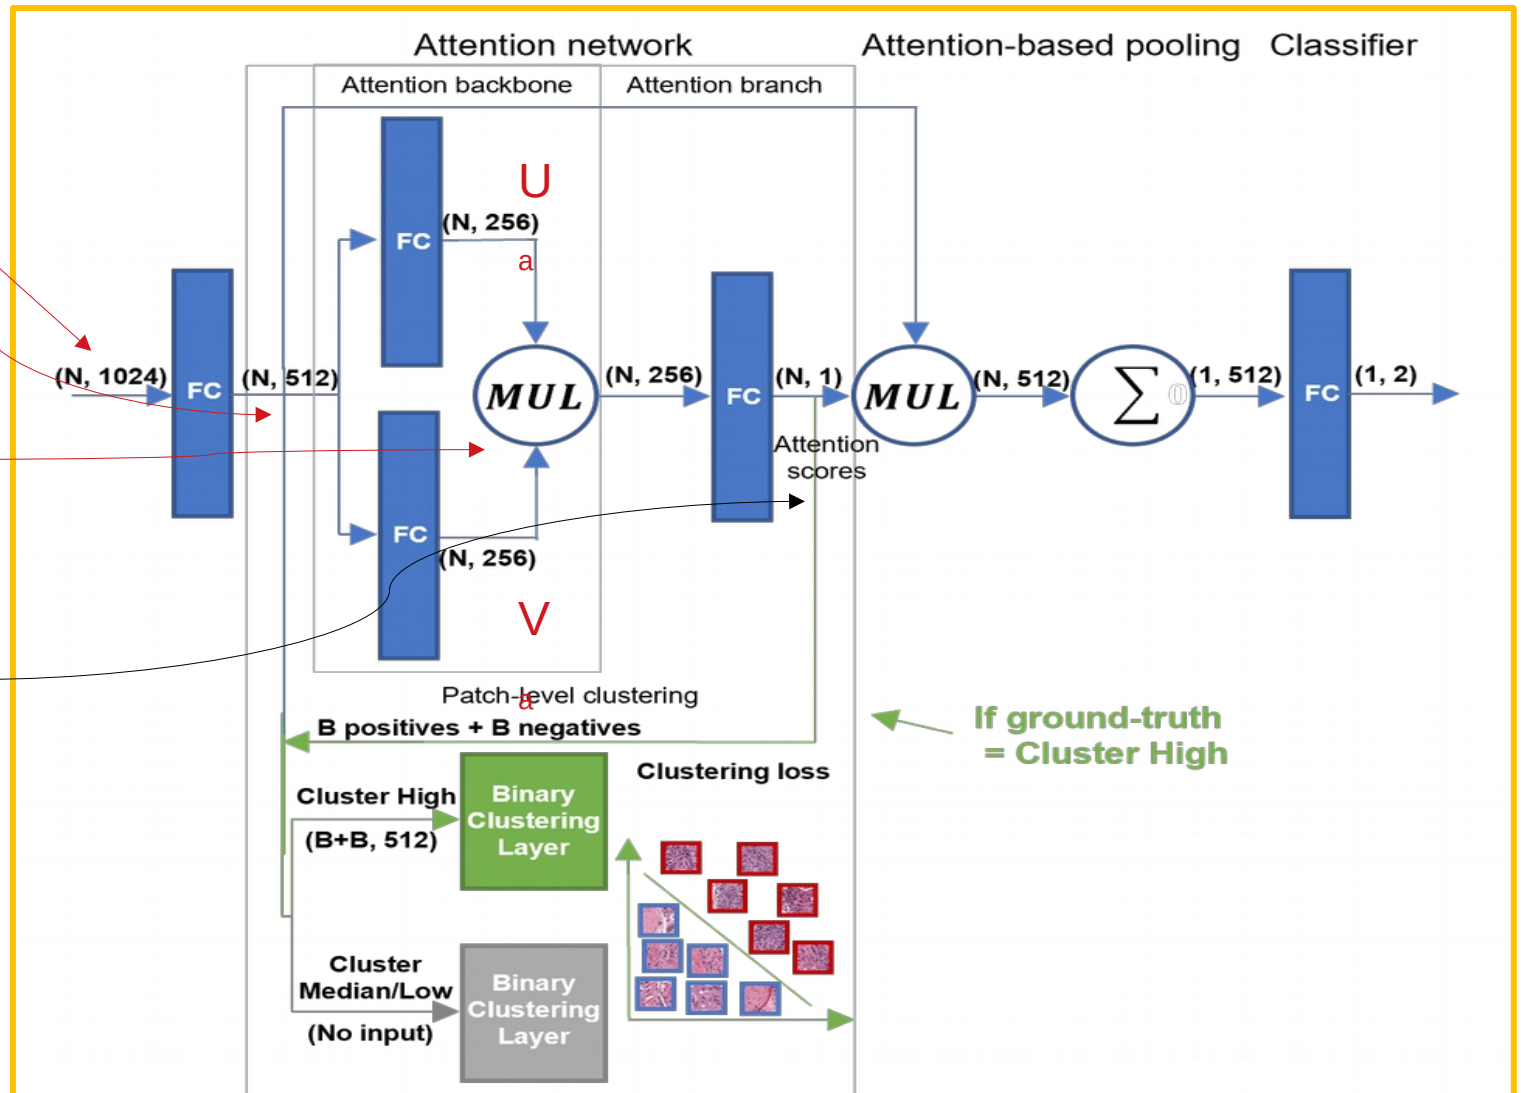 Attention network
Attention-based pooling
Classifier
Attention backbone
Attention branch
U
a
(N, 256)
FC
(N, 1024)
FC
(N, 512)
MUL
(N, 256)
FC
(N, 1)
MUL
(N, 512)
∑
0
(1, 512)
FC
(1, 2)
Attention
scores
FC
(N, 256)
V
a
Patch-level clustering
B positives + B negatives
If ground-truth
= Cluster High
Clustering loss
Cluster High
(B+B, 512)
Binary
Clustering
Layer
Cluster
Median/Low
(No input)
Binary
Clustering
Layer